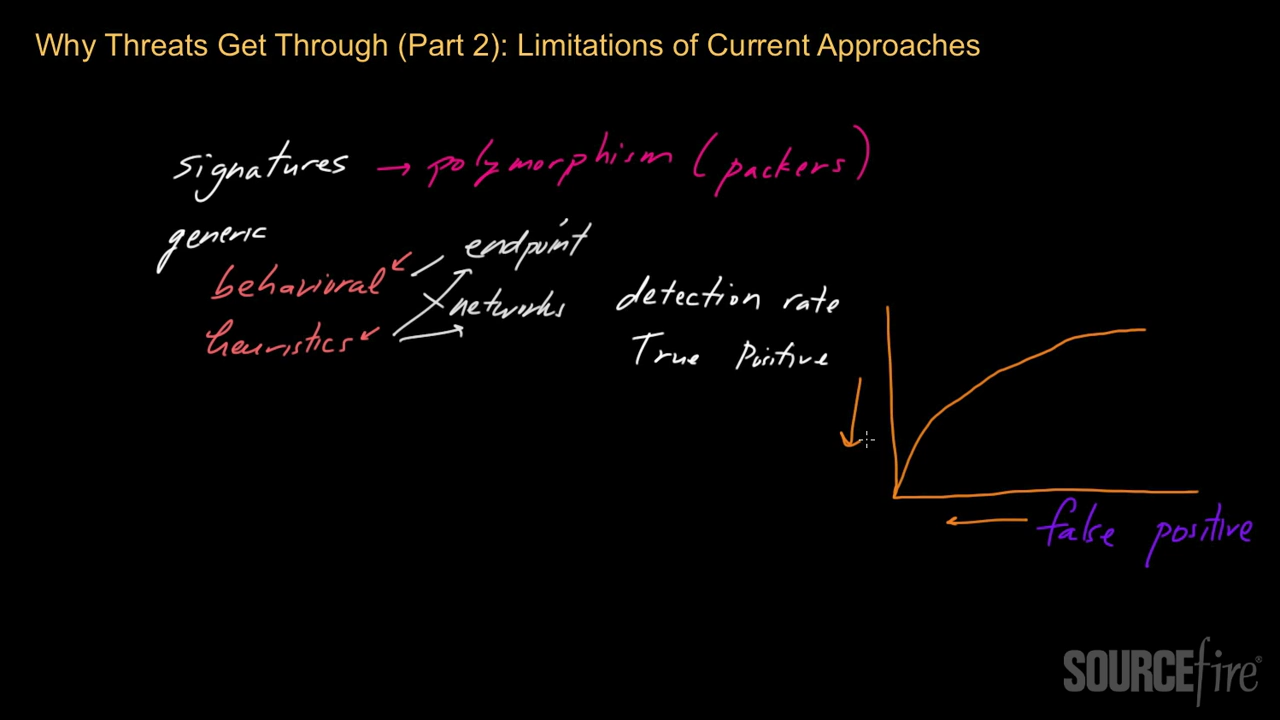 Why Threats Get Through (Part 2): Limitations of Current Approaches
signatures → polymorphism (packers)
generic
endpoint
behavioral
networks
heuristics
detection rate
True Positive
false positive
SOURCEfire®